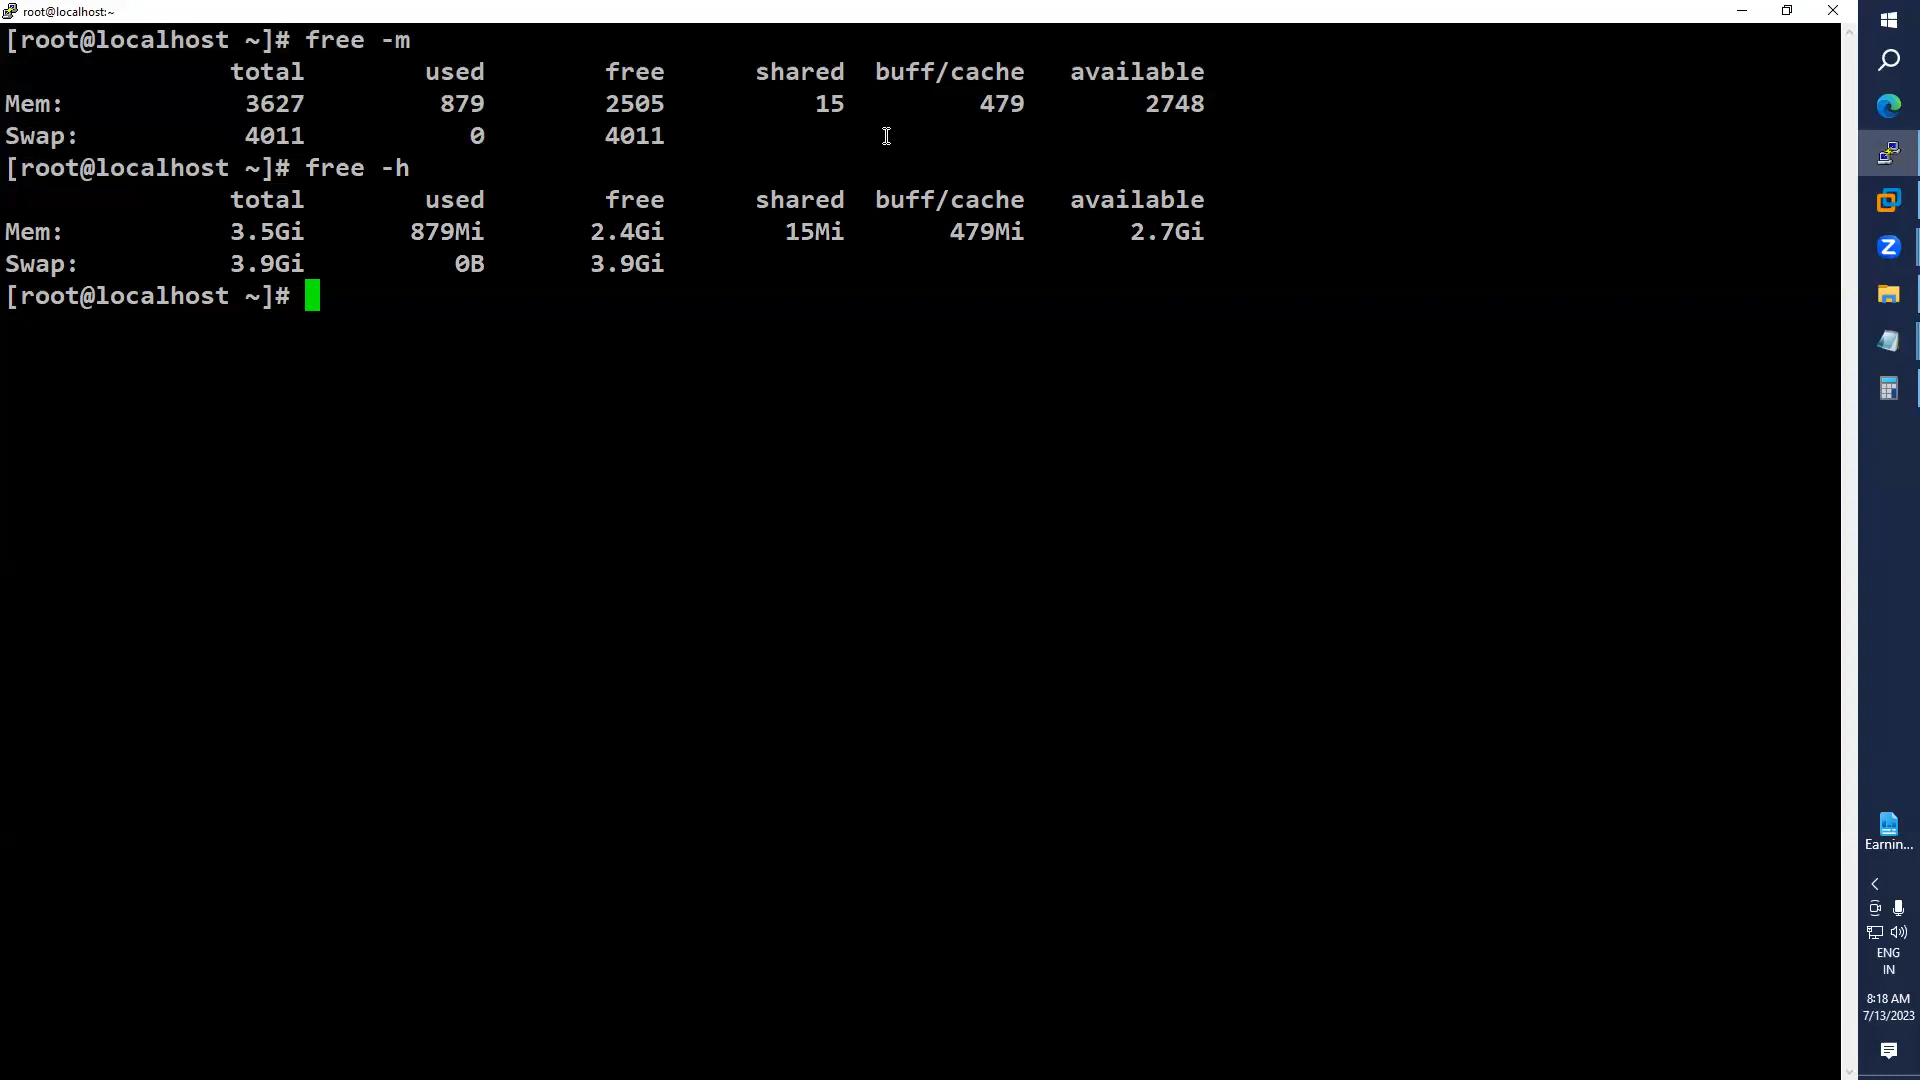 root@localhost:~
[root@localhost ~]# free -m
total used free shared buff/cache available
Mem: 3627 879 2505 15 479 2748
Swap: 4011 0 4011
[root@localhost ~]# free -h
total used free shared buff/cache available
Mem: 3.5Gi 879Mi 2.4Gi 15Mi 479Mi 2.7Gi
Swap: 3.9Gi 0B 3.9Gi
[root@localhost ~]#
Z
Earnin...
ENG
IN
8:18 AM
7/13/2023